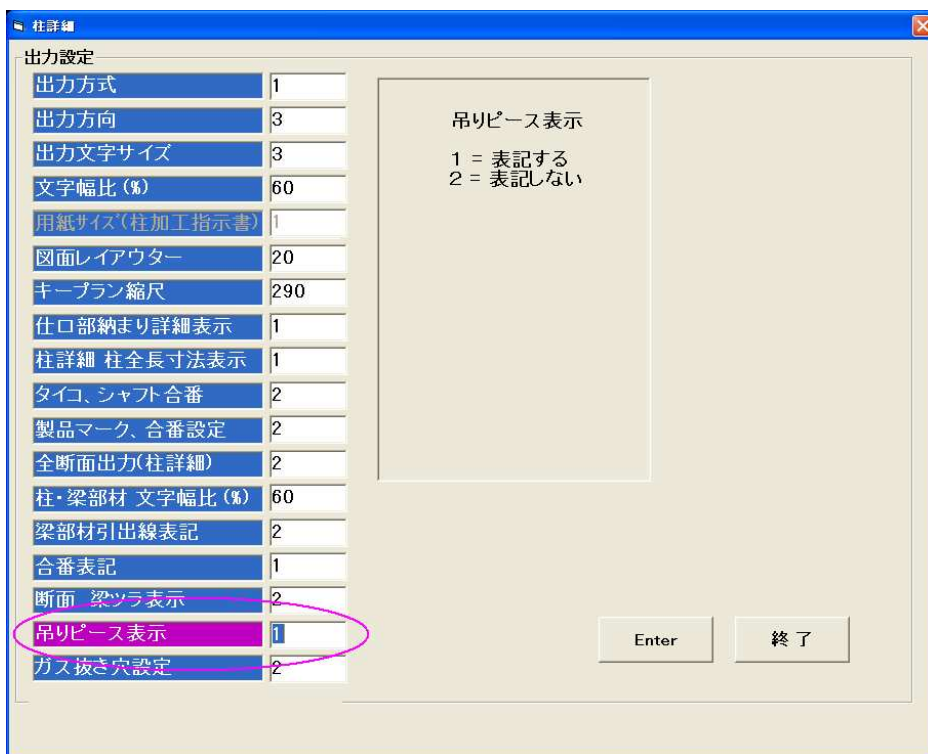 柱詳細
出力設定
出力方式 1
出力方向 3
出力文字サイズ 3
文字幅比(%) 60
用紙サイズ(柱加工指示書) 1
図面レイアウター 20
キープラン縮尺 290
仕口部納まり詳細表示 1
柱詳細 柱全長寸法表示 1
タイコ、シャフト合番 2
製品マーク、合番設定 2
全断面出力(柱詳細) 2
柱・梁部材 文字幅比(%) 60
梁部材引出線表記 2
合番表記 1
断面 梁ツラ表示 2
吊りピース表示 1
ガス抜き穴設定 2
吊りピース表示
1 = 表記する
2 = 表記しない
Enter
終了